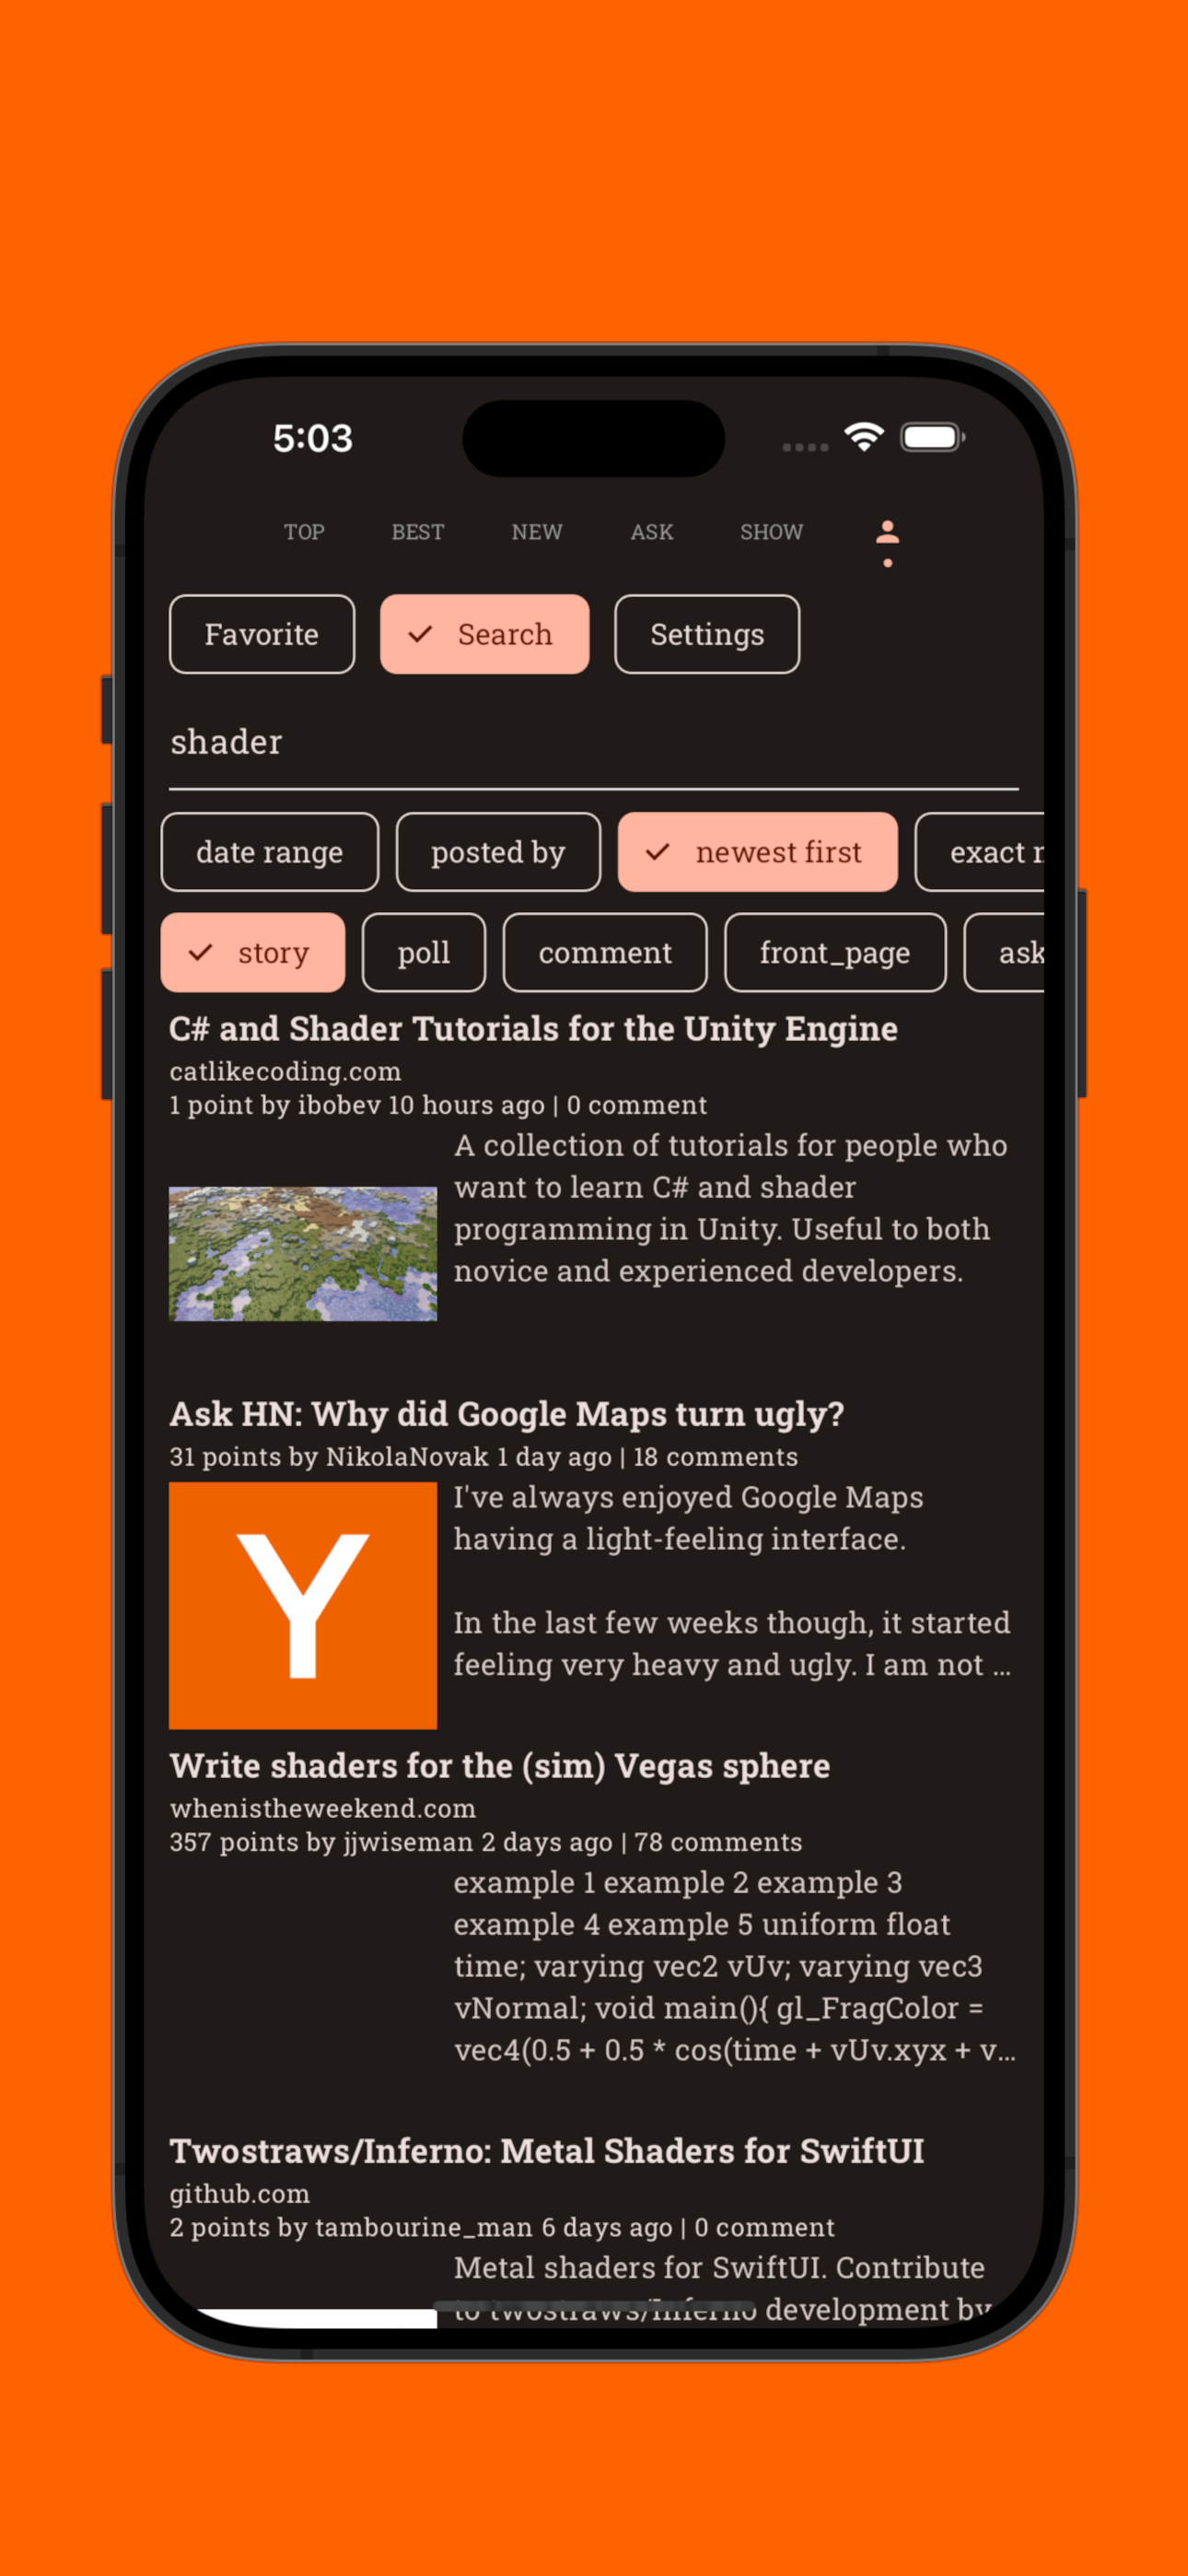 5:03
TOP BEST NEW ASK SHOW
Favorite Search Settings
shader
date range posted by newest first exact
story poll comment front_page ask
C# and Shader Tutorials for the Unity Engine
catlikecoding.com
1 point by ibobev 10 hours ago | 0 comment
A collection of tutorials for people who
want to learn C# and shader
programming in Unity. Useful to both
novice and experienced developers.
Ask HN: Why did Google Maps turn ugly?
31 points by NikolaNovak 1 day ago | 18 comments
Y
I've always enjoyed Google Maps
having a light-feeling interface.
In the last few weeks though, it started
feeling very heavy and ugly. I am not ...
Write shaders for the (sim) Vegas sphere
whenistheweekend.com
357 points by jjwiseman 2 days ago | 78 comments
example 1 example 2 example 3
example 4 example 5 uniform float
time; varying vec2 vUv; varying vec3
vNormal; void main(){ gl_FragColor =
vec4(0.5 + 0.5 * cos(time + vUv.xyx + v...
Twostraws/Inferno: Metal Shaders for SwiftUI
github.com
2 points by tambourine_man 6 days ago | 0 comment
Metal shaders for SwiftUI. Contribute
to twostraws/Inferno development by